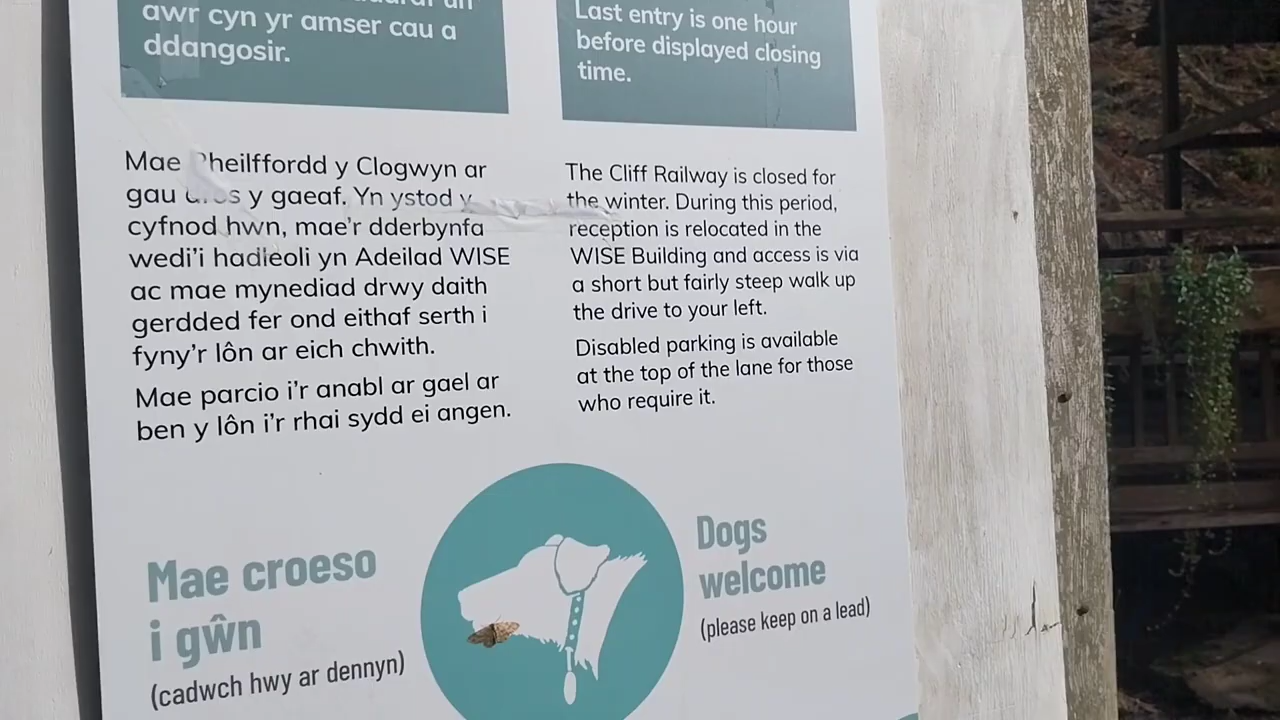 awr cyn yr amser cau a
ddangosir.
Last entry is one hour
before displayed closing
time.
Mae Rheilffordd y Clogwyn ar
gau dros y gaeaf. Yn ystod y
cyfnod hwn, mae'r dderbynfa
wedi'i hadleoli yn Adeilad WISE
ac mae mynediad drwy daith
gerdded fer ond eithaf serth i
fyny'r lôn ar eich chwith.
Mae parcio i'r anabl ar gael ar
ben y lôn i'r rhai sydd ei angen.
The Cliff Railway is closed for
the winter. During this period,
reception is relocated in the
WISE Building and access is via
a short but fairly steep walk up
the drive to your left.
Disabled parking is available
at the top of the lane for those
who require it.
Mae croeso
i gŵn
(cadwch hwy ar dennyn)
Dogs
welcome
(please keep on a lead)